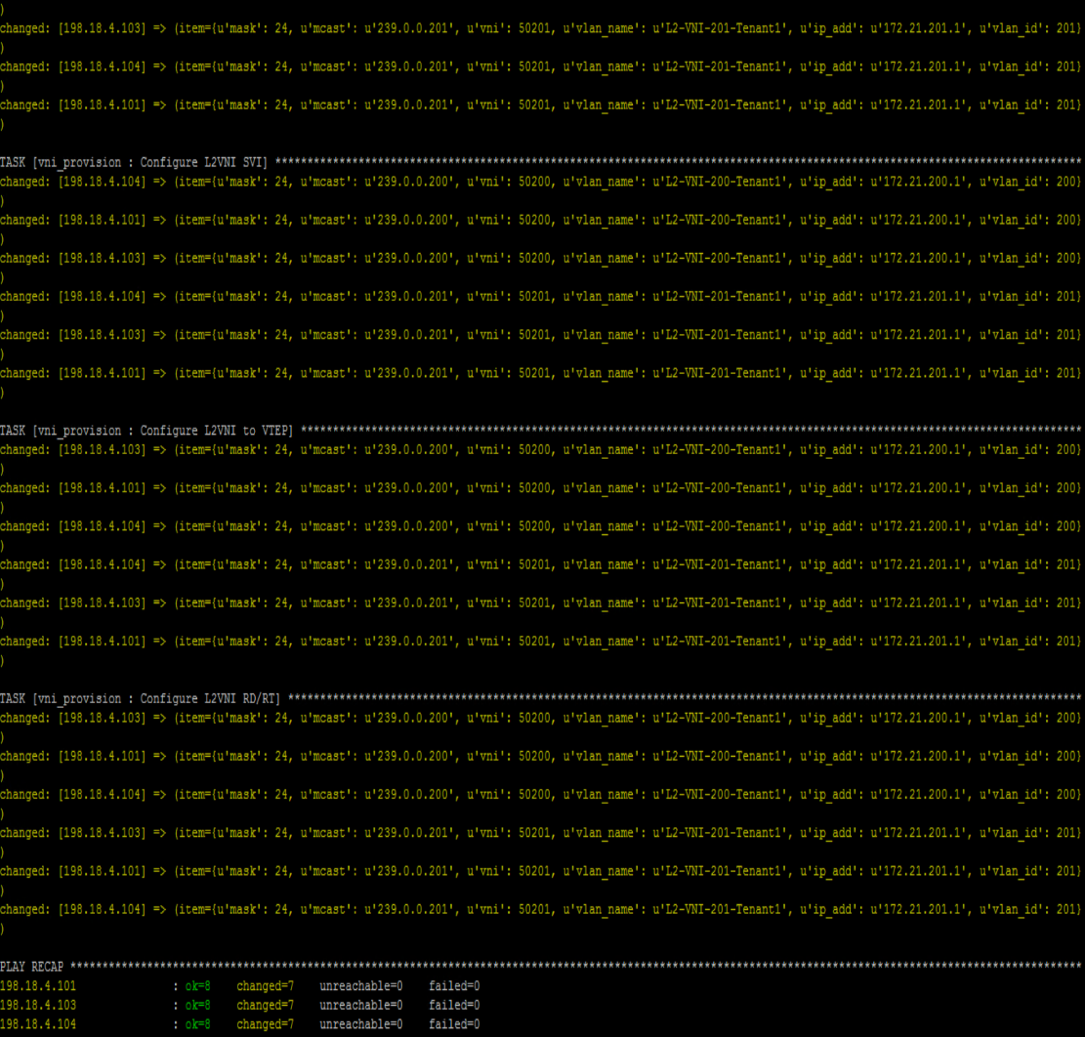 )
changed: [198.18.4.103] => (item={u'mask': 24, u'mcast': u'239.0.0.201', u'vni': 50201, u'vlan_name': u'L2-VNI-201-Tenant1', u'ip_add': u'172.21.201.1', u'vlan_id': 201}
)
changed: [198.18.4.104] => (item={u'mask': 24, u'mcast': u'239.0.0.201', u'vni': 50201, u'vlan_name': u'L2-VNI-201-Tenant1', u'ip_add': u'172.21.201.1', u'vlan_id': 201}
)
changed: [198.18.4.101] => (item={u'mask': 24, u'mcast': u'239.0.0.201', u'vni': 50201, u'vlan_name': u'L2-VNI-201-Tenant1', u'ip_add': u'172.21.201.1', u'vlan_id': 201}
)
TASK [vni_provision : Configure L2VNI SVI] ******************************************************************************************************************************
changed: [198.18.4.104] => (item={u'mask': 24, u'mcast': u'239.0.0.200', u'vni': 50200, u'vlan_name': u'L2-VNI-200-Tenant1', u'ip_add': u'172.21.200.1', u'vlan_id': 200}
)
changed: [198.18.4.101] => (item={u'mask': 24, u'mcast': u'239.0.0.200', u'vni': 50200, u'vlan_name': u'L2-VNI-200-Tenant1', u'ip_add': u'172.21.200.1', u'vlan_id': 200}
)
changed: [198.18.4.103] => (item={u'mask': 24, u'mcast': u'239.0.0.200', u'vni': 50200, u'vlan_name': u'L2-VNI-200-Tenant1', u'ip_add': u'172.21.200.1', u'vlan_id': 200}
)
changed: [198.18.4.104] => (item={u'mask': 24, u'mcast': u'239.0.0.201', u'vni': 50201, u'vlan_name': u'L2-VNI-201-Tenant1', u'ip_add': u'172.21.201.1', u'vlan_id': 201}
)
changed: [198.18.4.103] => (item={u'mask': 24, u'mcast': u'239.0.0.201', u'vni': 50201, u'vlan_name': u'L2-VNI-201-Tenant1', u'ip_add': u'172.21.201.1', u'vlan_id': 201}
)
changed: [198.18.4.101] => (item={u'mask': 24, u'mcast': u'239.0.0.201', u'vni': 50201, u'vlan_name': u'L2-VNI-201-Tenant1', u'ip_add': u'172.21.201.1', u'vlan_id': 201}
)
TASK [vni_provision : Configure L2VNI to VTEP] **************************************************************************************************************************
changed: [198.18.4.103] => (item={u'mask': 24, u'mcast': u'239.0.0.200', u'vni': 50200, u'vlan_name': u'L2-VNI-200-Tenant1', u'ip_add': u'172.21.200.1', u'vlan_id': 200}
)
changed: [198.18.4.101] => (item={u'mask': 24, u'mcast': u'239.0.0.200', u'vni': 50200, u'vlan_name': u'L2-VNI-200-Tenant1', u'ip_add': u'172.21.200.1', u'vlan_id': 200}
)
changed: [198.18.4.104] => (item={u'mask': 24, u'mcast': u'239.0.0.200', u'vni': 50200, u'vlan_name': u'L2-VNI-200-Tenant1', u'ip_add': u'172.21.200.1', u'vlan_id': 200}
)
changed: [198.18.4.104] => (item={u'mask': 24, u'mcast': u'239.0.0.201', u'vni': 50201, u'vlan_name': u'L2-VNI-201-Tenant1', u'ip_add': u'172.21.201.1', u'vlan_id': 201}
)
changed: [198.18.4.103] => (item={u'mask': 24, u'mcast': u'239.0.0.201', u'vni': 50201, u'vlan_name': u'L2-VNI-201-Tenant1', u'ip_add': u'172.21.201.1', u'vlan_id': 201}
)
changed: [198.18.4.101] => (item={u'mask': 24, u'mcast': u'239.0.0.201', u'vni': 50201, u'vlan_name': u'L2-VNI-201-Tenant1', u'ip_add': u'172.21.201.1', u'vlan_id': 201}
)
TASK [vni_provision : Configure L2VNI RD/RT] ****************************************************************************************************************************
changed: [198.18.4.103] => (item={u'mask': 24, u'mcast': u'239.0.0.200', u'vni': 50200, u'vlan_name': u'L2-VNI-200-Tenant1', u'ip_add': u'172.21.200.1', u'vlan_id': 200}
)
changed: [198.18.4.101] => (item={u'mask': 24, u'mcast': u'239.0.0.200', u'vni': 50200, u'vlan_name': u'L2-VNI-200-Tenant1', u'ip_add': u'172.21.200.1', u'vlan_id': 200}
)
changed: [198.18.4.104] => (item={u'mask': 24, u'mcast': u'239.0.0.200', u'vni': 50200, u'vlan_name': u'L2-VNI-200-Tenant1', u'ip_add': u'172.21.200.1', u'vlan_id': 200}
)
changed: [198.18.4.103] => (item={u'mask': 24, u'mcast': u'239.0.0.201', u'vni': 50201, u'vlan_name': u'L2-VNI-201-Tenant1', u'ip_add': u'172.21.201.1', u'vlan_id': 201}
)
changed: [198.18.4.101] => (item={u'mask': 24, u'mcast': u'239.0.0.201', u'vni': 50201, u'vlan_name': u'L2-VNI-201-Tenant1', u'ip_add': u'172.21.201.1', u'vlan_id': 201}
)
changed: [198.18.4.104] => (item={u'mask': 24, u'mcast': u'239.0.0.201', u'vni': 50201, u'vlan_name': u'L2-VNI-201-Tenant1', u'ip_add': u'172.21.201.1', u'vlan_id': 201}
)
PLAY RECAP **************************************************************************************************************************************************************
198.18.4.101 : ok=8 changed=7 unreachable=0 failed=0
198.18.4.103 : ok=8 changed=7 unreachable=0 failed=0
198.18.4.104 : ok=8 changed=7 unreachable=0 failed=0